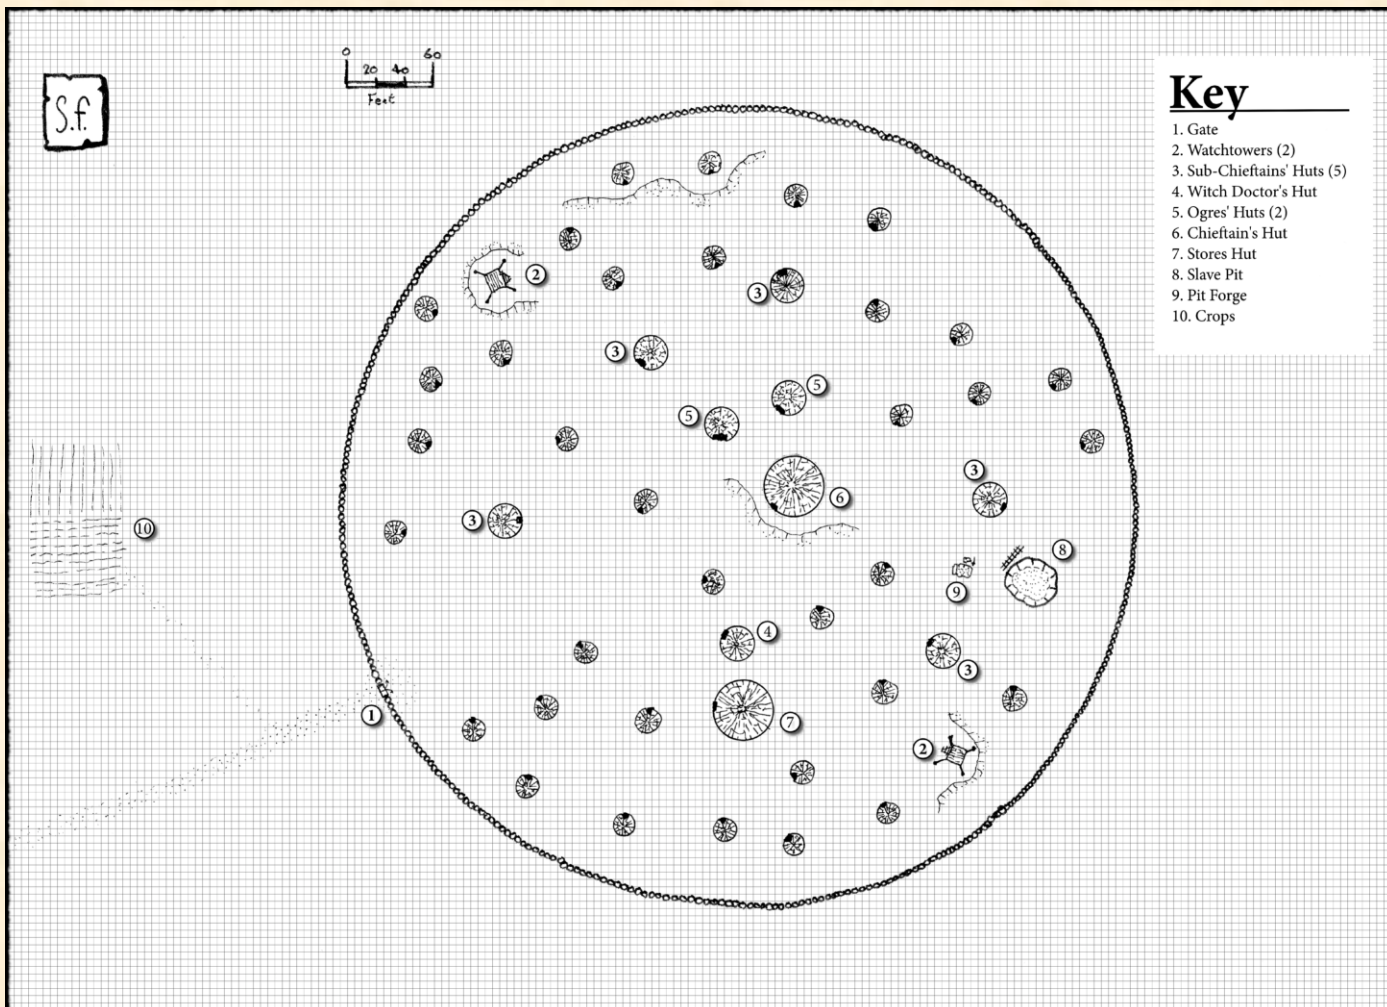 0 60
20 40
Feet
S.f.
Key
1. Gate
2. Watchtowers (2)
3. Sub-Chieftains' Huts (5)
4. Witch Doctor's Hut
5. Ogres' Huts (2)
6. Chieftain's Hut
7. Stores Hut
8. Slave Pit
9. Pit Forge
10. Crops
2
3
3
5
5
3
6
3
10
8
9
4
3
1
7
2